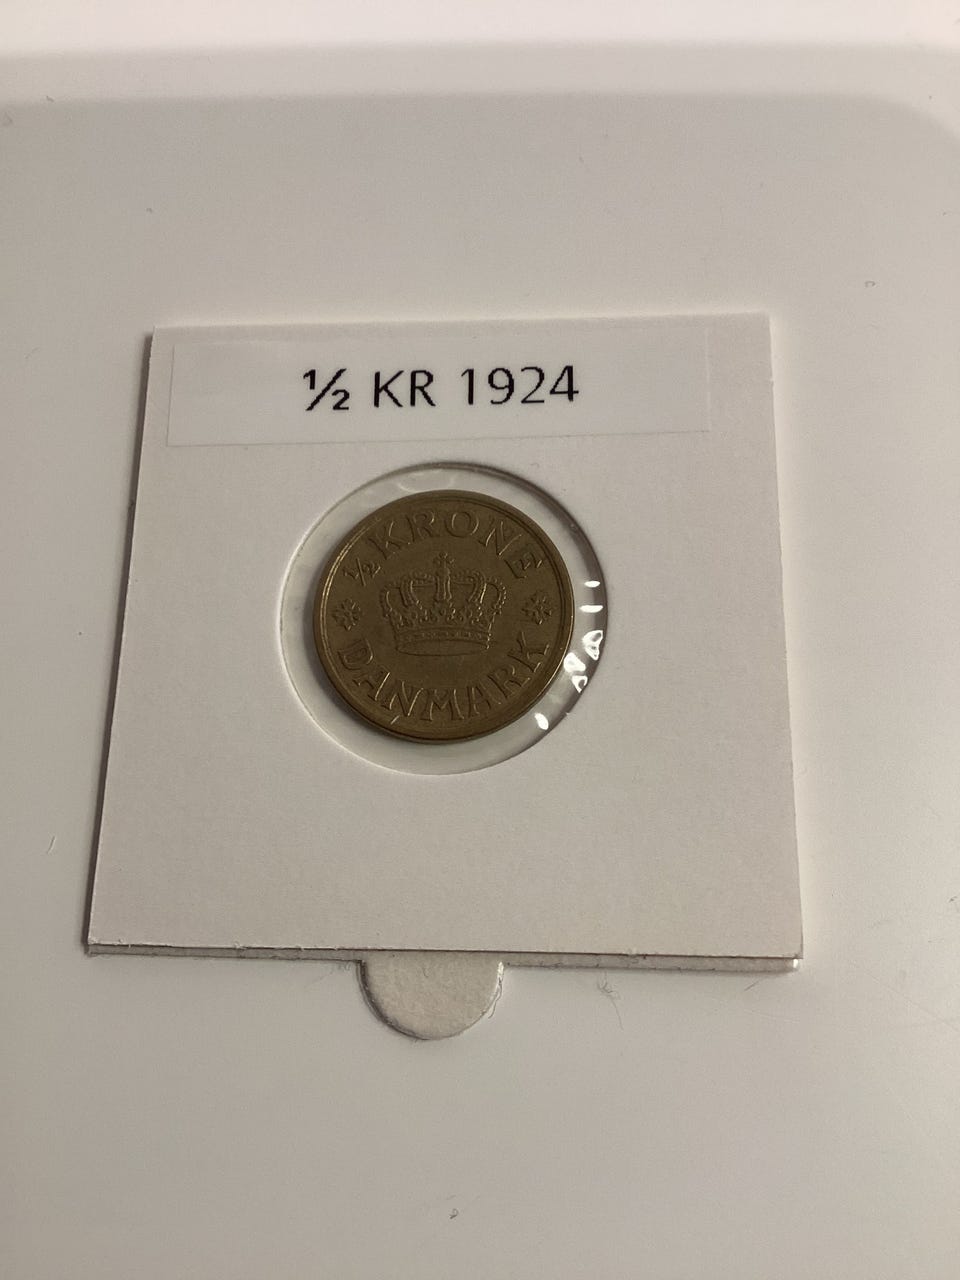 ½ KR 1924
½ KRONE
DANMARK